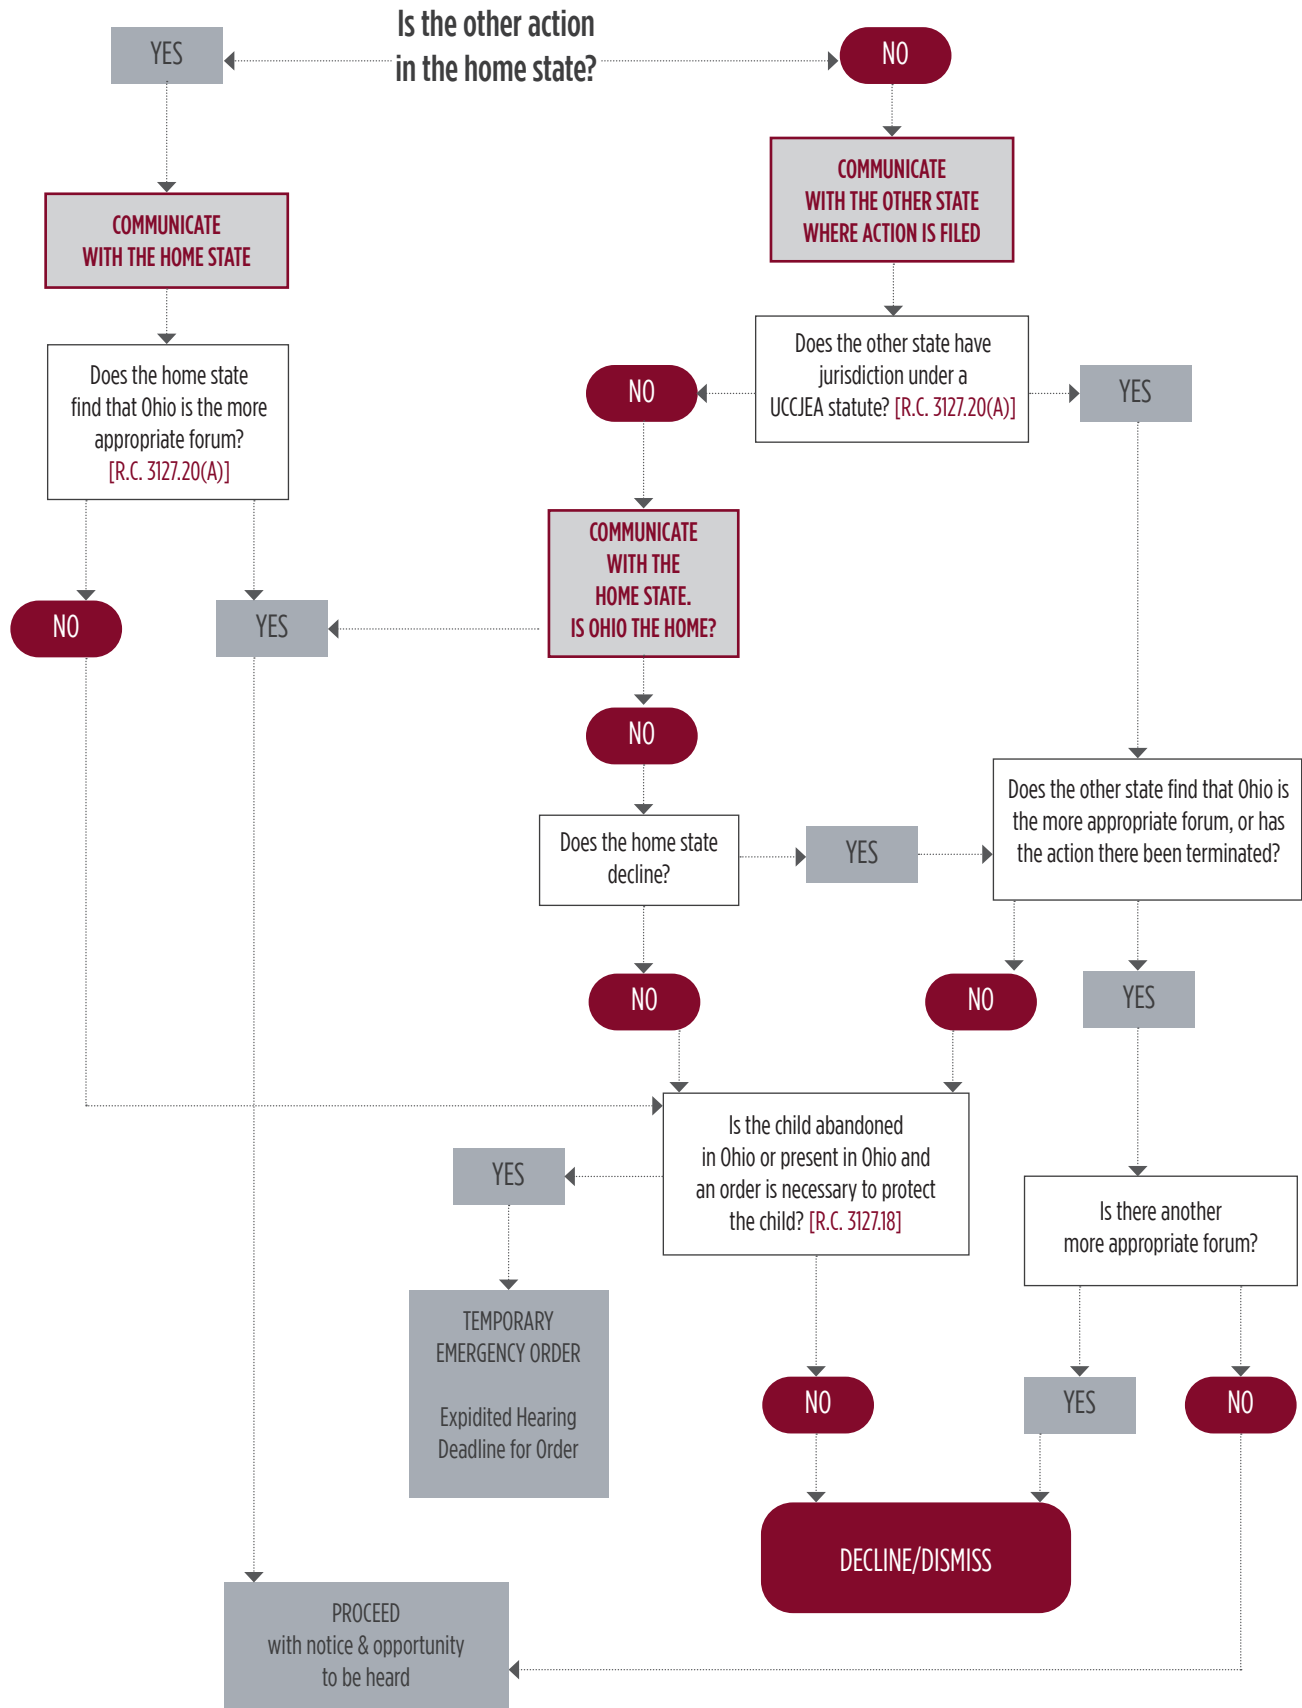 Is the other action
in the home state?
YES
NO
COMMUNICATE
WITH THE HOME STATE
COMMUNICATE
WITH THE OTHER STATE
WHERE ACTION IS FILED
Does the home state
find that Ohio is the more
appropriate forum?
[R.C. 3127.20(A)]
Does the other state have
jurisdiction under a
UCCJEA statute? [R.C. 3127.20(A)]
NO
YES
COMMUNICATE
WITH THE
HOME STATE.
IS OHIO THE HOME?
NO
YES
NO
Does the home state
decline?
YES
Does the other state find that Ohio is
the more appropriate forum, or has
the action there been terminated?
NO
NO
YES
Is the child abandoned
in Ohio or present in Ohio and
an order is necessary to protect
the child? [R.C. 3127.18]
YES
Is there another
more appropriate forum?
TEMPORARY
EMERGENCY ORDER
Expidited Hearing
Deadline for Order
NO
YES
NO
DECLINE/DISMISS
PROCEED
with notice & opportunity
to be heard